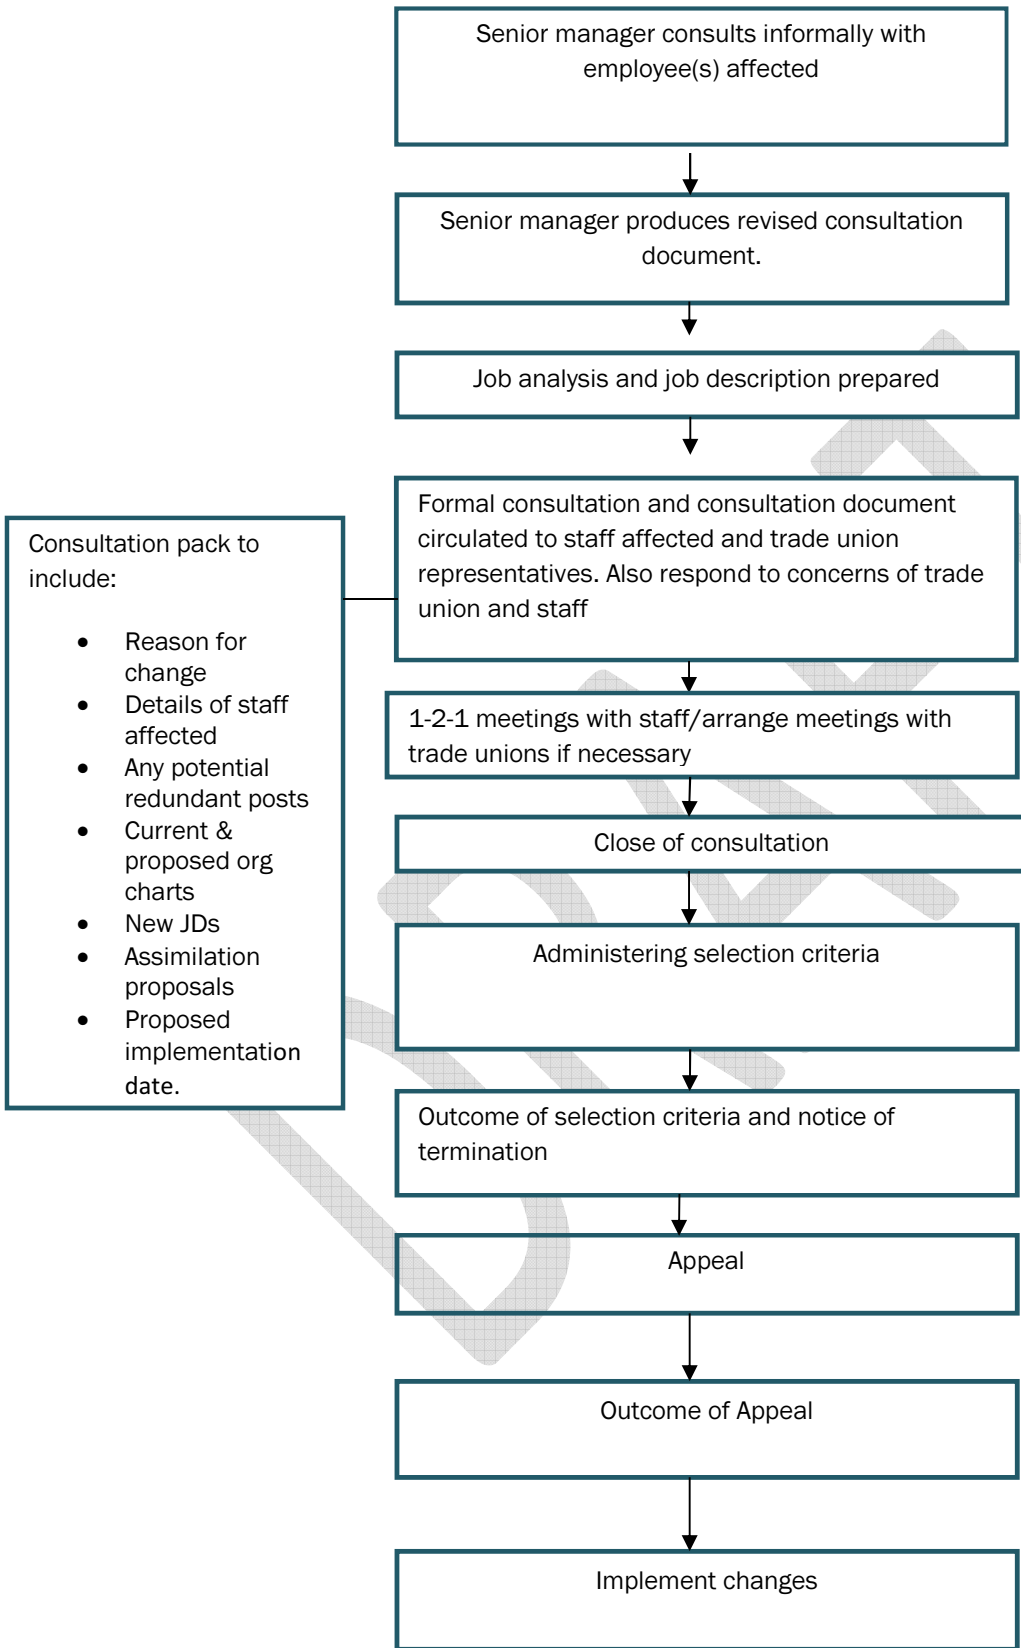 Senior manager consults informally with
employee(s) affected
Senior manager produces revised consultation
document.
Job analysis and job description prepared
Formal consultation and consultation document
circulated to staff affected and trade union
representatives. Also respond to concerns of trade
union and staff
Consultation pack to
include:
• Reason for
change
• Details of staff
affected
• Any potential
redundant posts
• Current &
proposed org
charts
• New JDs
• Assimilation
proposals
• Proposed
implementation
date.
1-2-1 meetings with staff/arrange meetings with
trade unions if necessary
Close of consultation
Administering selection criteria
Outcome of selection criteria and notice of
termination
Appeal
Outcome of Appeal
Implement changes
DRAFT